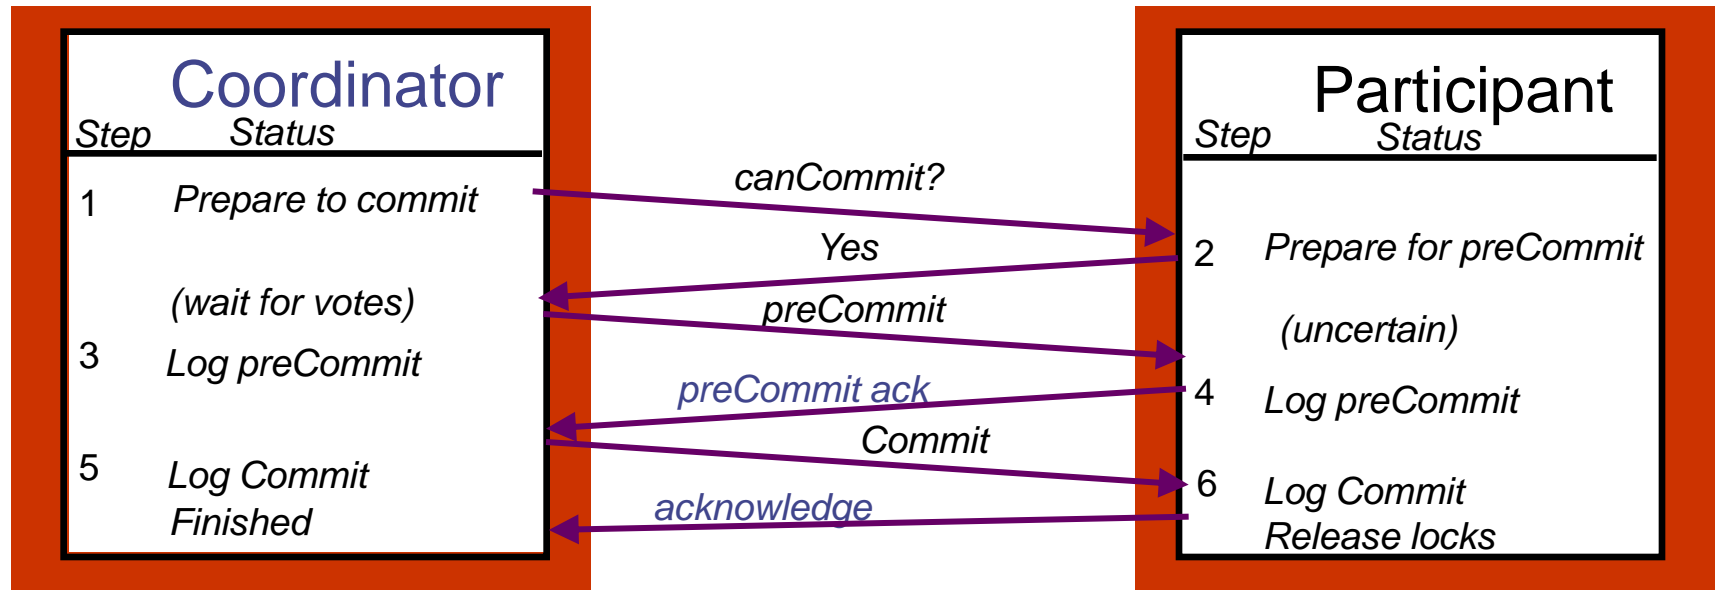 Coordinator
Step Status
1 Prepare to commit
(wait for votes)
3 Log preCommit
5 Log Commit
Finished
canCommit?
Yes
preCommit
preCommit ack
Commit
acknowledge
Participant
Step Status
2 Prepare for preCommit
(uncertain)
4 Log preCommit
6 Log Commit
Release locks